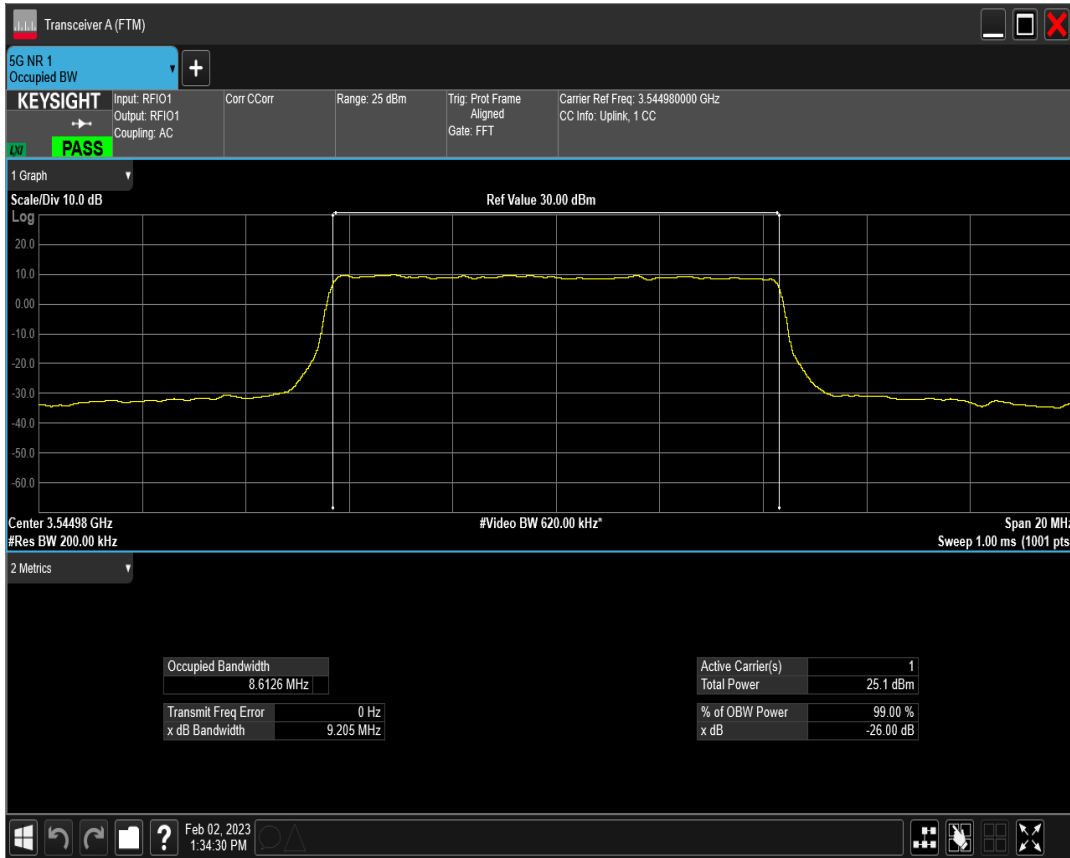 Transceiver A (FTM)
5G NR 1
Occupied BW
+
KEYSIGHT
LXI
PASS
Input: RFIO1
Output: RFIO1
Coupling: AC
Corr CCorr
Range: 25 dBm
Trig: Prot Frame
Aligned
Gate: FFT
Carrier Ref Freq: 3.544980000 GHz
CC Info: Uplink, 1 CC
1 Graph
Scale/Div 10.0 dB
Ref Value 30.00 dBm
Log
20.0
10.0
0.00
-10.0
-20.0
-30.0
-40.0
-50.0
-60.0
Center 3.54498 GHz
#Video BW 620.00 kHz*
Span 20 MHz
#Res BW 200.00 kHz
Sweep 1.00 ms (1001 pts
2 Metrics
Occupied Bandwidth
8.6126 MHz
Transmit Freq Error 0 Hz
x dB Bandwidth 9.205 MHz
Active Carrier(s) 1
Total Power 25.1 dBm
% of OBW Power 99.00 %
x dB -26.00 dB
?
Feb 02, 2023
1:34:30 PM